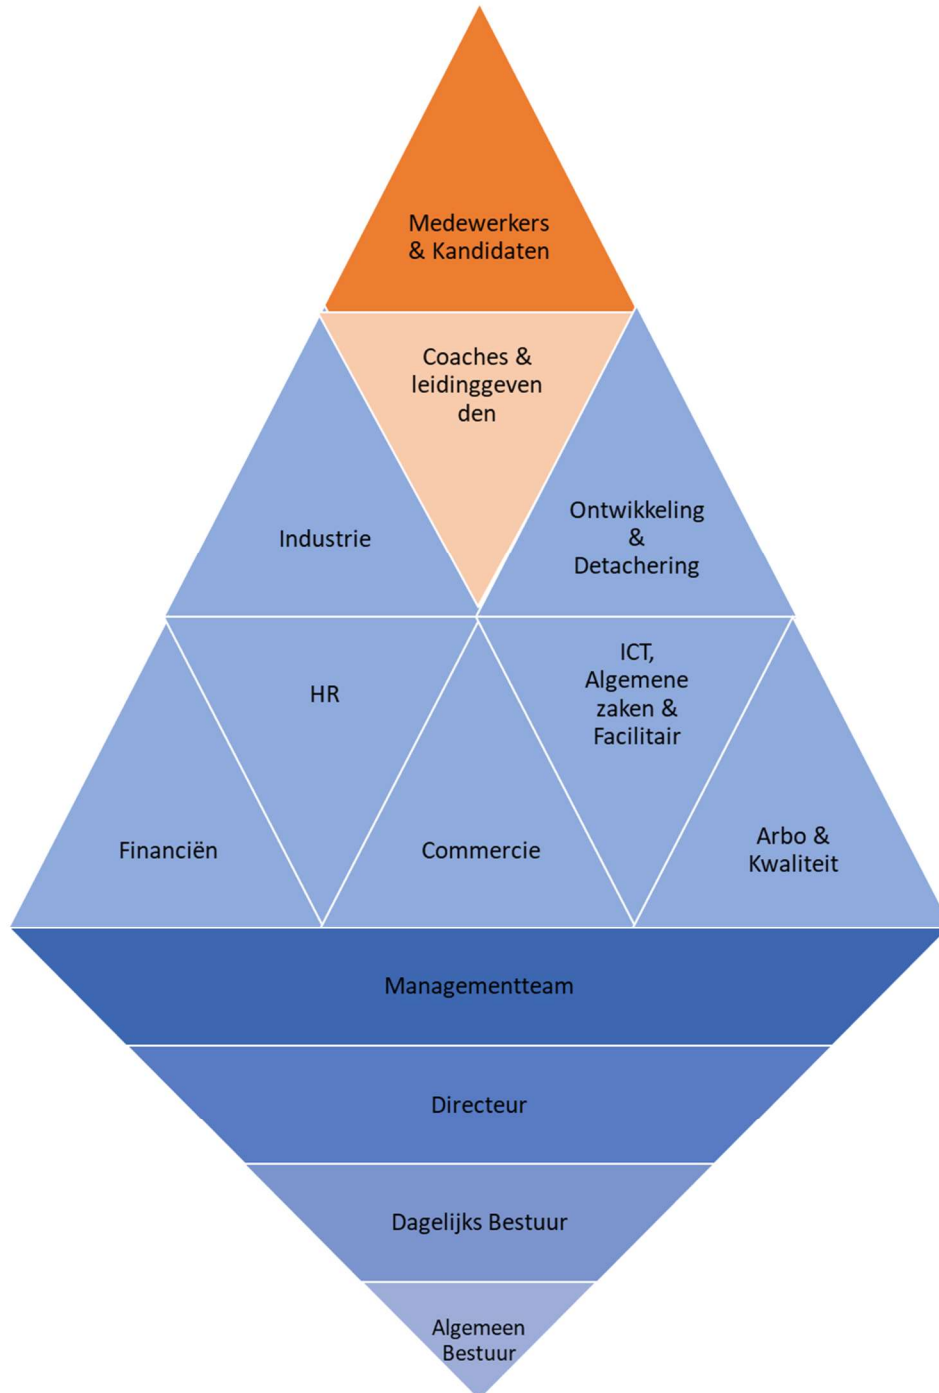 Medewerkers
& Kandidaten
Coaches &
leidinggeven
den
Industrie
Ontwikkeling
&
Detachering
HR
ICT,
Algemene
zaken &
Facilitair
Financiën
Commercie
Arbo &
Kwaliteit
Managementteam
Directeur
Dagelijks Bestuur
Algemeen
Bestuur